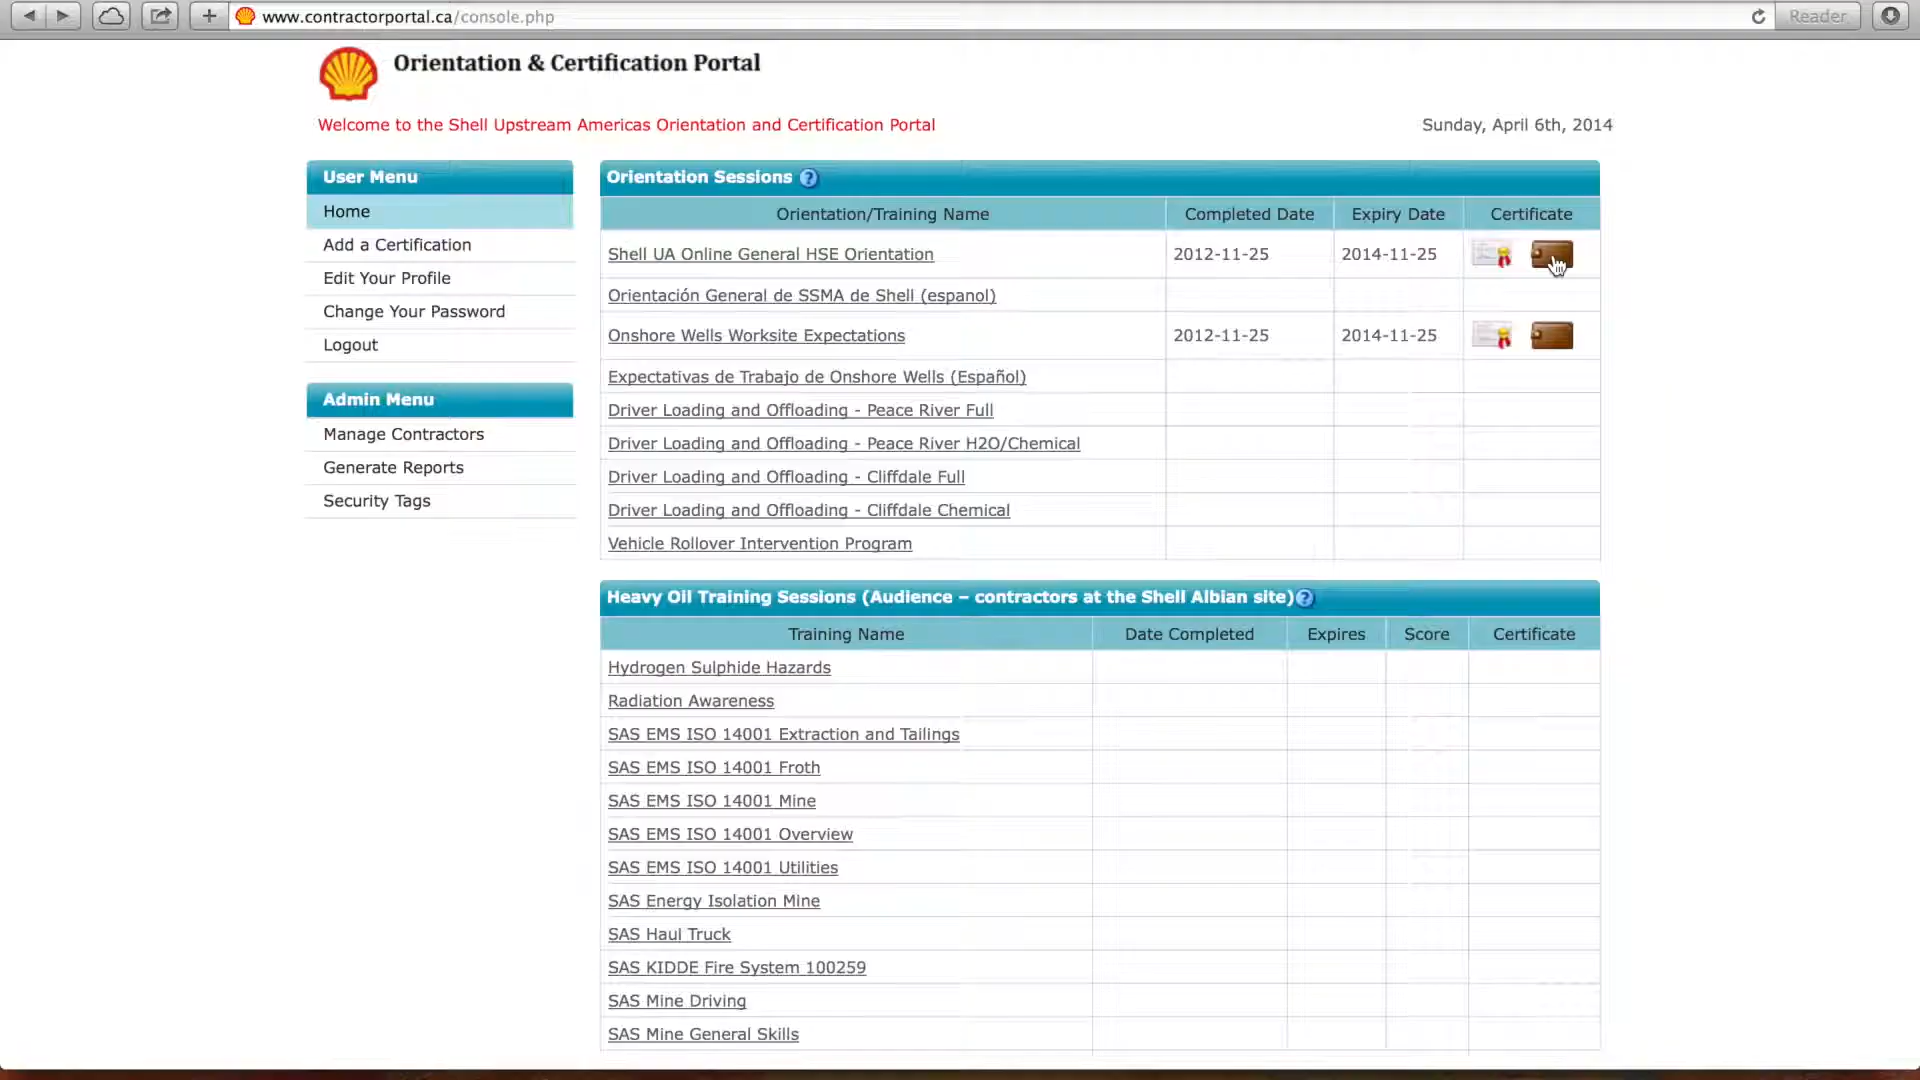 www.contractorportal.ca/console.php
Reader
Orientation & Certification Portal
Welcome to the Shell Upstream Americas Orientation and Certification Portal
Sunday, April 6th, 2014
User Menu
Home
Add a Certification
Edit Your Profile
Change Your Password
Logout
Admin Menu
Manage Contractors
Generate Reports
Security Tags
Orientation Sessions ?
Orientation/Training Name Completed Date Expiry Date Certificate
Shell UA Online General HSE Orientation 2012-11-25 2014-11-25
Orientación General de SSMA de Shell (espanol)
Onshore Wells Worksite Expectations 2012-11-25 2014-11-25
Expectativas de Trabajo de Onshore Wells (Español)
Driver Loading and Offloading - Peace River Full
Driver Loading and Offloading - Peace River H2O/Chemical
Driver Loading and Offloading - Cliffdale Full
Driver Loading and Offloading - Cliffdale Chemical
Vehicle Rollover Intervention Program
Heavy Oil Training Sessions (Audience – contractors at the Shell Albian site) ?
Training Name Date Completed Expires Score Certificate
Hydrogen Sulphide Hazards
Radiation Awareness
SAS EMS ISO 14001 Extraction and Tailings
SAS EMS ISO 14001 Froth
SAS EMS ISO 14001 Mine
SAS EMS ISO 14001 Overview
SAS EMS ISO 14001 Utilities
SAS Energy Isolation Mine
SAS Haul Truck
SAS KIDDE Fire System 100259
SAS Mine Driving
SAS Mine General Skills